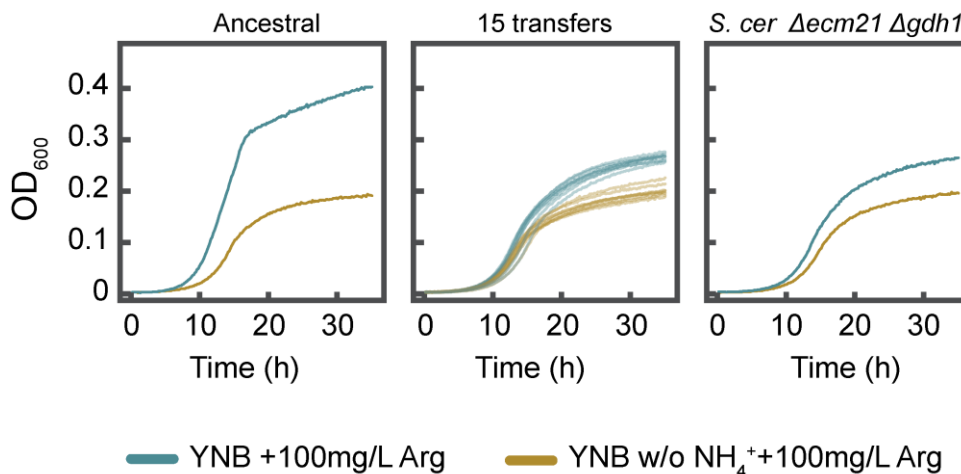 Ancestral
15 transfers
S. cer Δecm21 Δgdh1
OD600
0.4
0.3
0.2
0.1
0
0 10 20 30
0 10 20 30
0 10 20 30
Time (h)
Time (h)
Time (h)
YNB +100mg/L Arg
YNB w/o NH4++100mg/L Arg